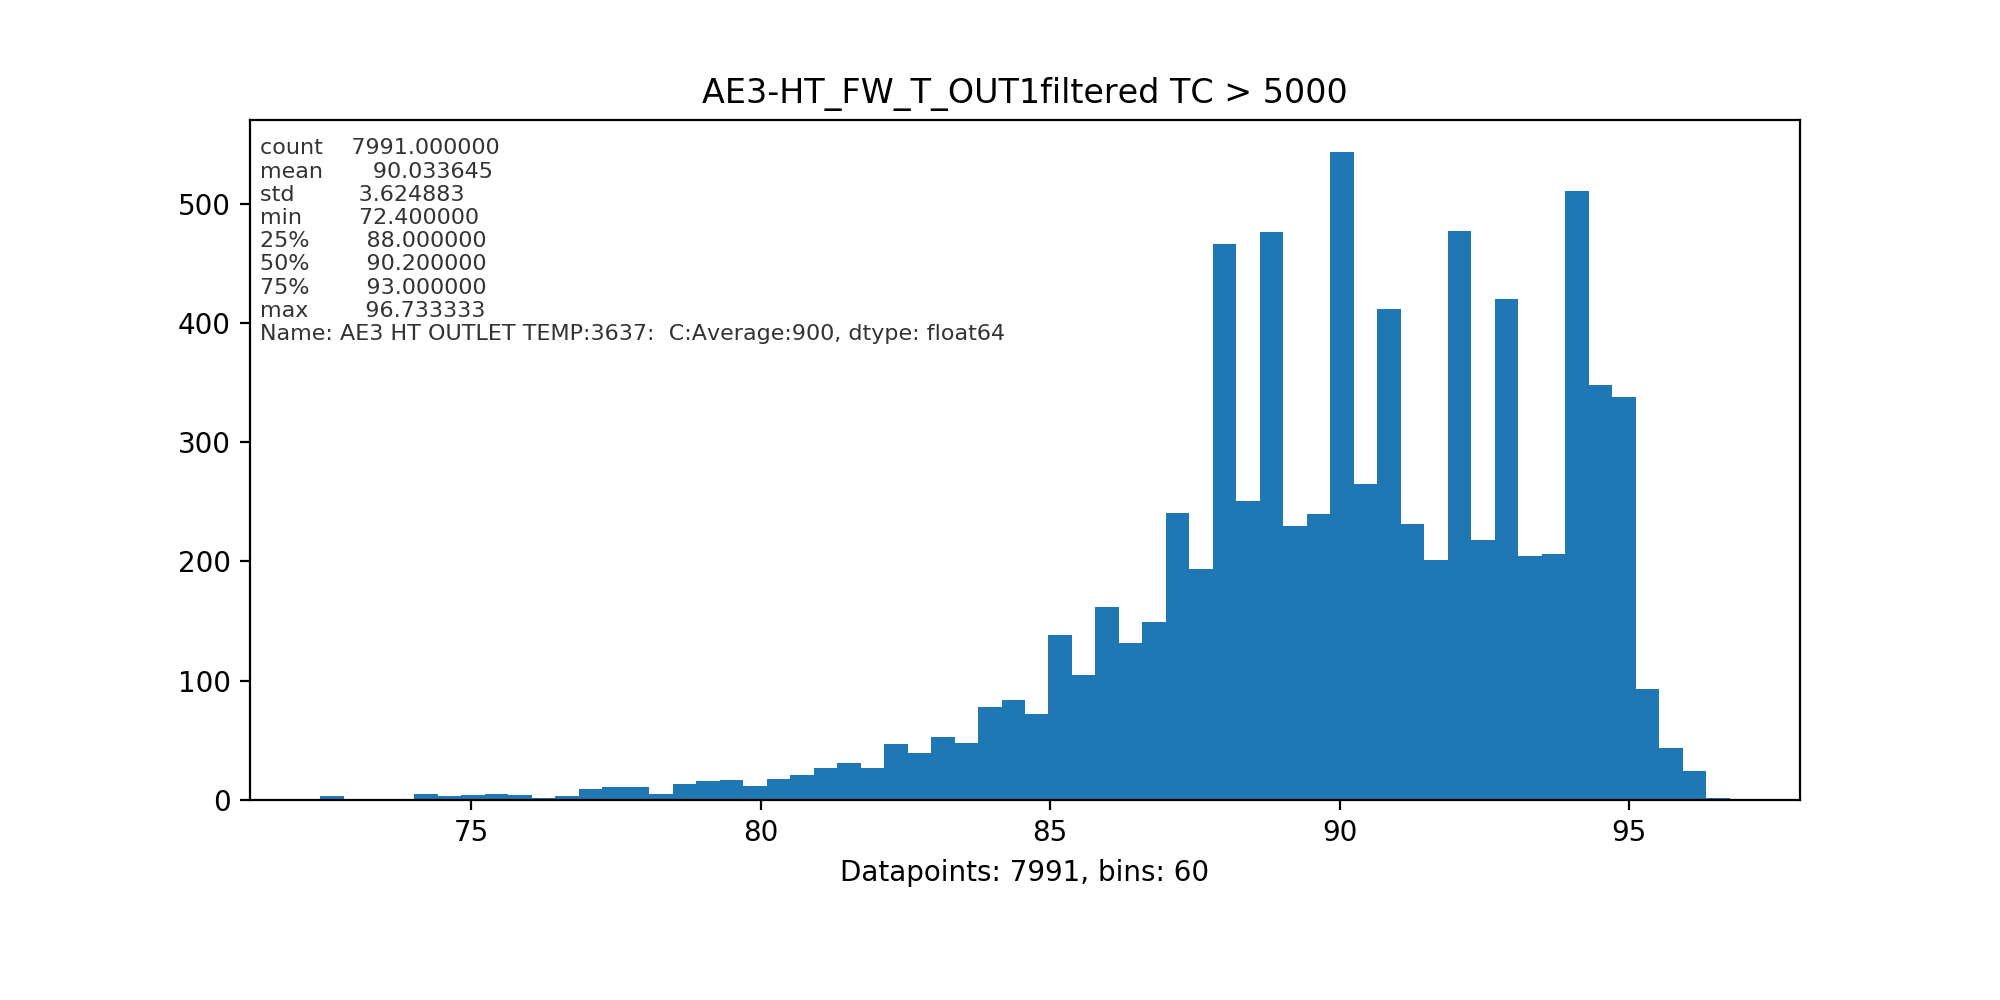 AE3-HT_FW_T_OUT1filtered TC > 5000
count    7991.000000
mean       90.033645
std         3.624883
min        72.400000
25%        88.000000
50%        90.200000
75%        93.000000
max        96.733333
Name: AE3 HT OUTLET TEMP:3637:  C:Average:900, dtype: float64
500
400
300
200
100
0
75 80 85 90 95
Datapoints: 7991, bins: 60